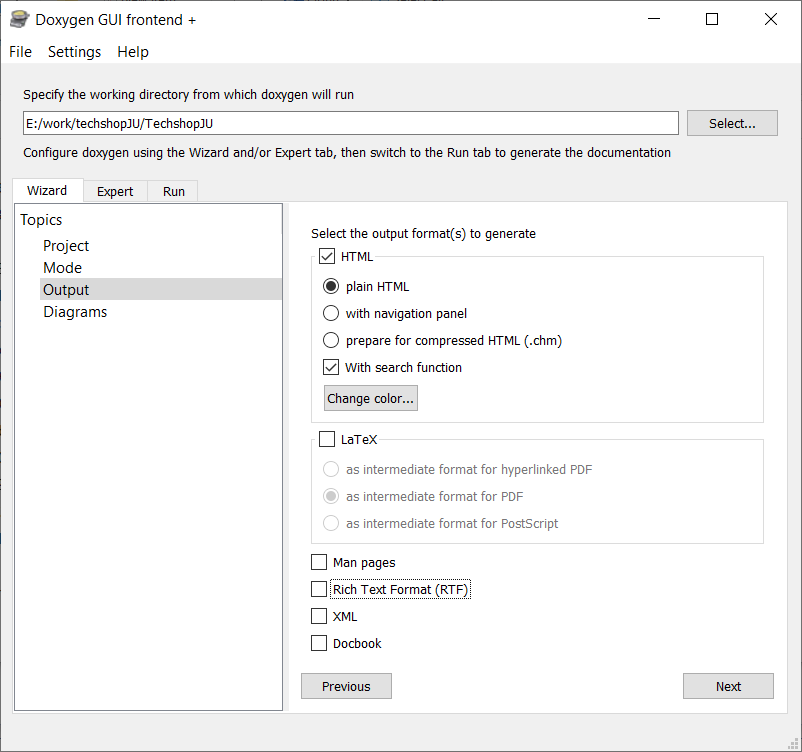 Doxygen GUI frontend +
File Settings Help
Specify the working directory from which doxygen will run
E:/work/techshopJU/TechshopJU
Select...
Configure doxygen using the Wizard and/or Expert tab, then switch to the Run tab to generate the documentation
Wizard Expert Run
Topics
Project
Mode
Output
Diagrams
Select the output format(s) to generate
HTML
plain HTML
with navigation panel
prepare for compressed HTML (.chm)
With search function
Change color...
LaTeX
as intermediate format for hyperlinked PDF
as intermediate format for PDF
as intermediate format for PostScript
Man pages
Rich Text Format (RTF)
XML
Docbook
Previous
Next